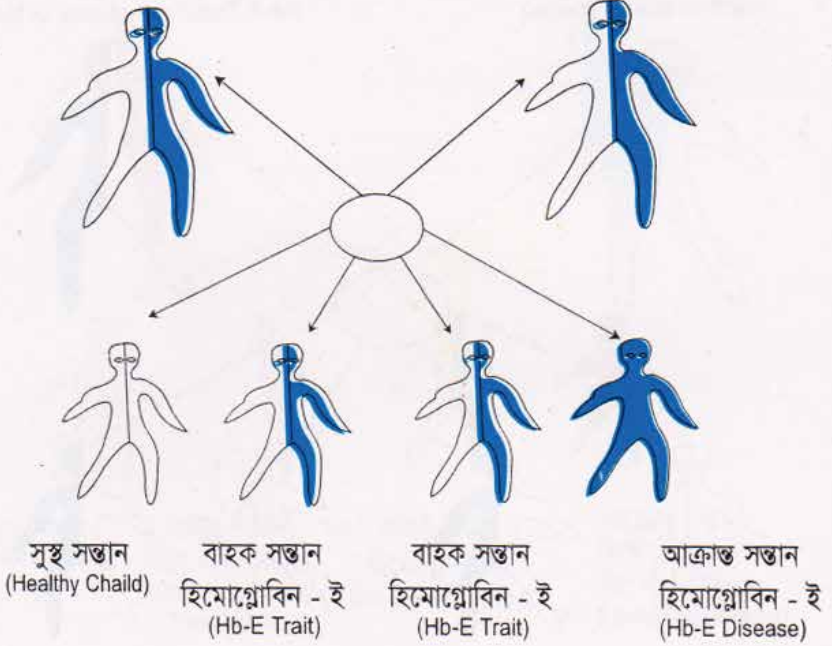 সুস্থ সন্তান
(Healthy Chaild)
বাহক সন্তান
হিমোগ্লোবিন - ই
(Hb-E Trait)
বাহক সন্তান
হিমোগ্লোবিন - ই
(Hb-E Trait)
আক্রান্ত সন্তান
হিমোগ্লোবিন - ই
(Hb-E Disease)